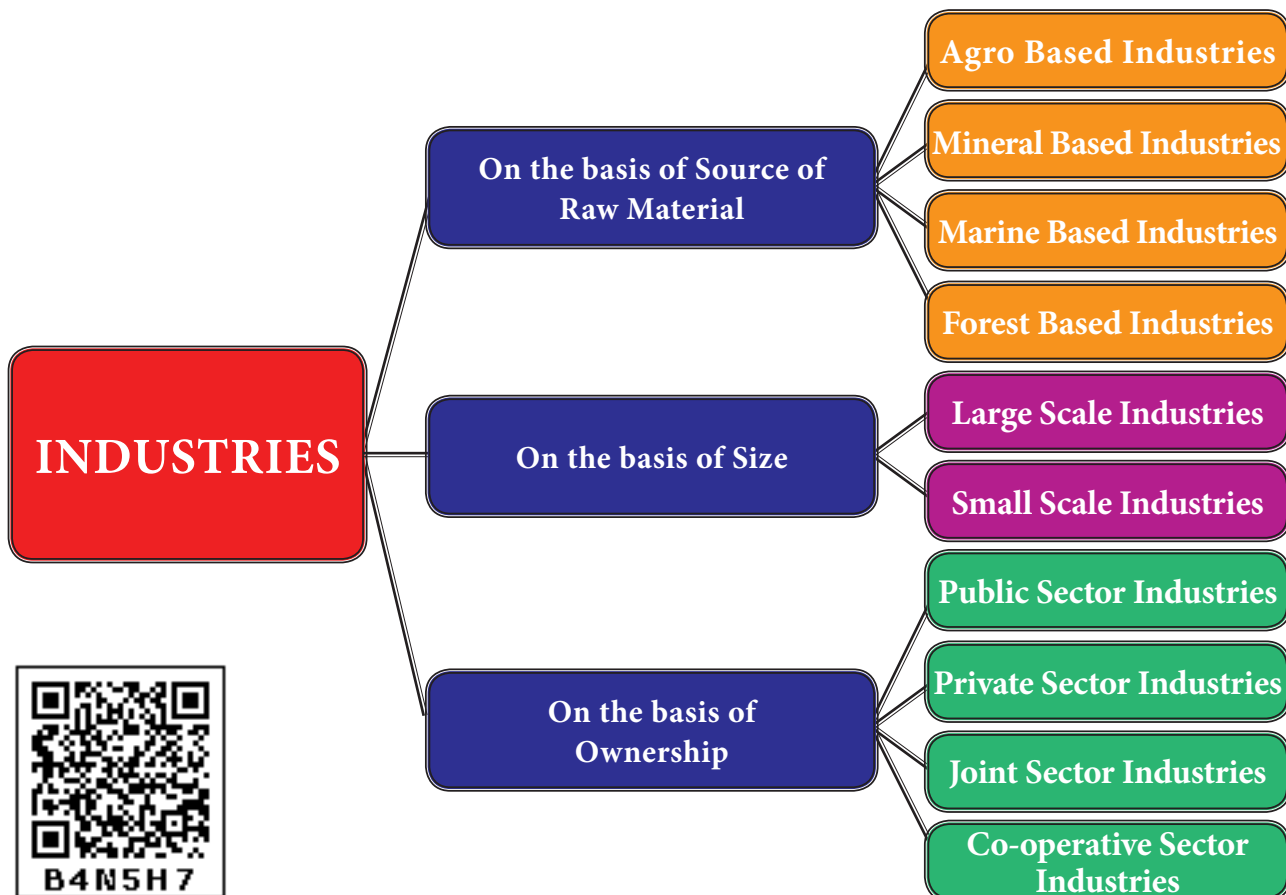 INDUSTRIES
On the basis of Source of
Raw Material
Agro Based Industries
Mineral Based Industries
Marine Based Industries
Forest Based Industries
On the basis of Size
Large Scale Industries
Small Scale Industries
On the basis of
Ownership
Public Sector Industries
Private Sector Industries
Joint Sector Industries
Co-operative Sector
Industries
B4N5H7